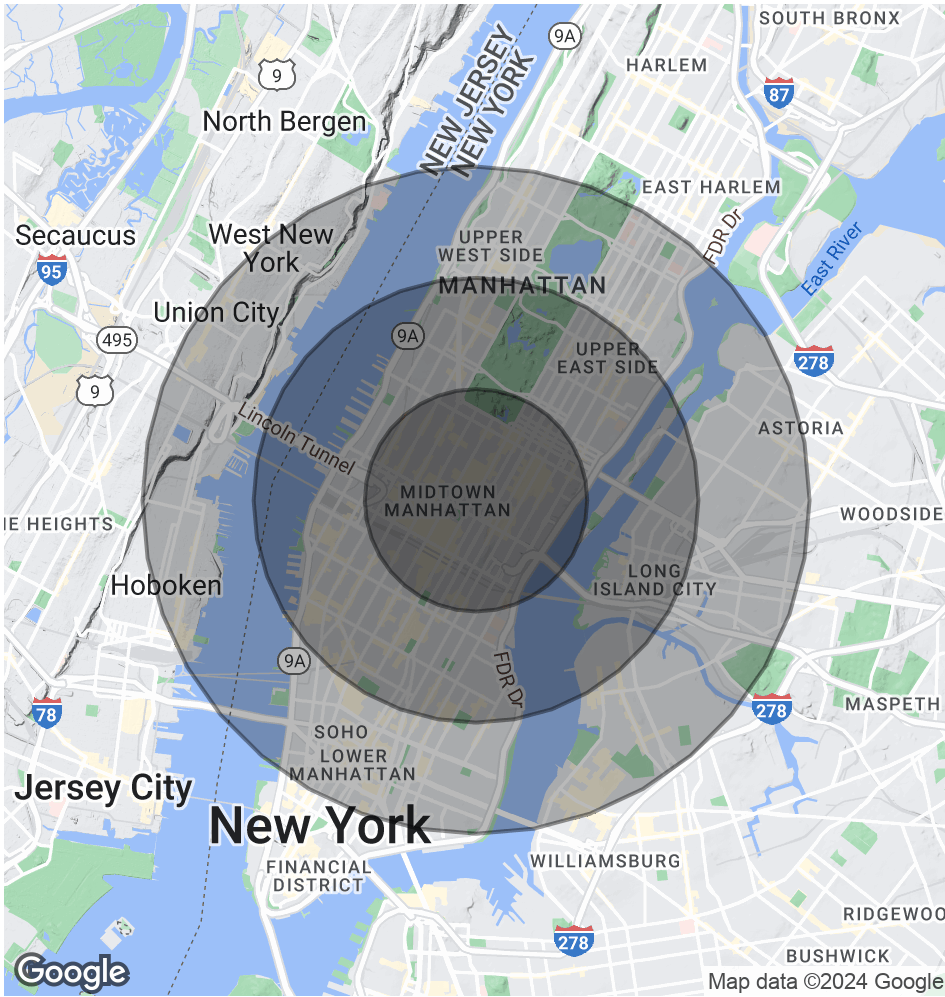 SOUTH BRONX
9A
HARLEM
NEW JERSEY
NEW YORK
9
87
North Bergen
EAST HARLEM
FDR Dr
Secaucus
West New
York
UPPER
WEST SIDE
East River
95
MANHATTAN
Union City
495
9A
UPPER
EAST SIDE
278
9
Lincoln Tunnel
ASTORIA
MIDTOWN
MANHATTAN
IE HEIGHTS
WOODSIDE
Hoboken
LONG
ISLAND CITY
9A
FDR Dr
78
278
MASPETH
SOHO
LOWER
MANHATTAN
Jersey City
New York
FINANCIAL
DISTRICT
WILLIAMSBURG
RIDGEWOO
278
BUSHWICK
Google
Map data ©2024 Google